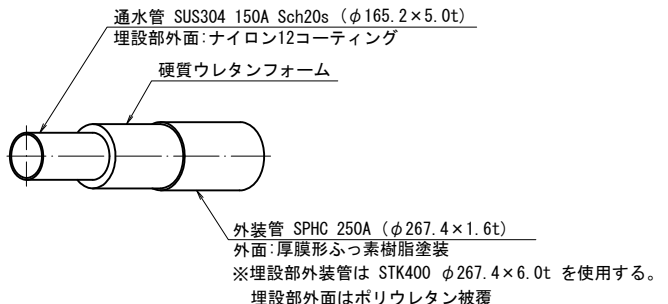 通水管 SUS304 150A Sch20s (φ165.2×5.0t)
埋設部外面:ナイロン12コーティング
硬質ウレタンフォーム
外装管 SPHC 250A (φ267.4×1.6t)
外面:厚膜形ふっ素樹脂塗装
※埋設部外装管は STK400 φ267.4×6.0t を使用する。
埋設部外面はポリウレタン被覆